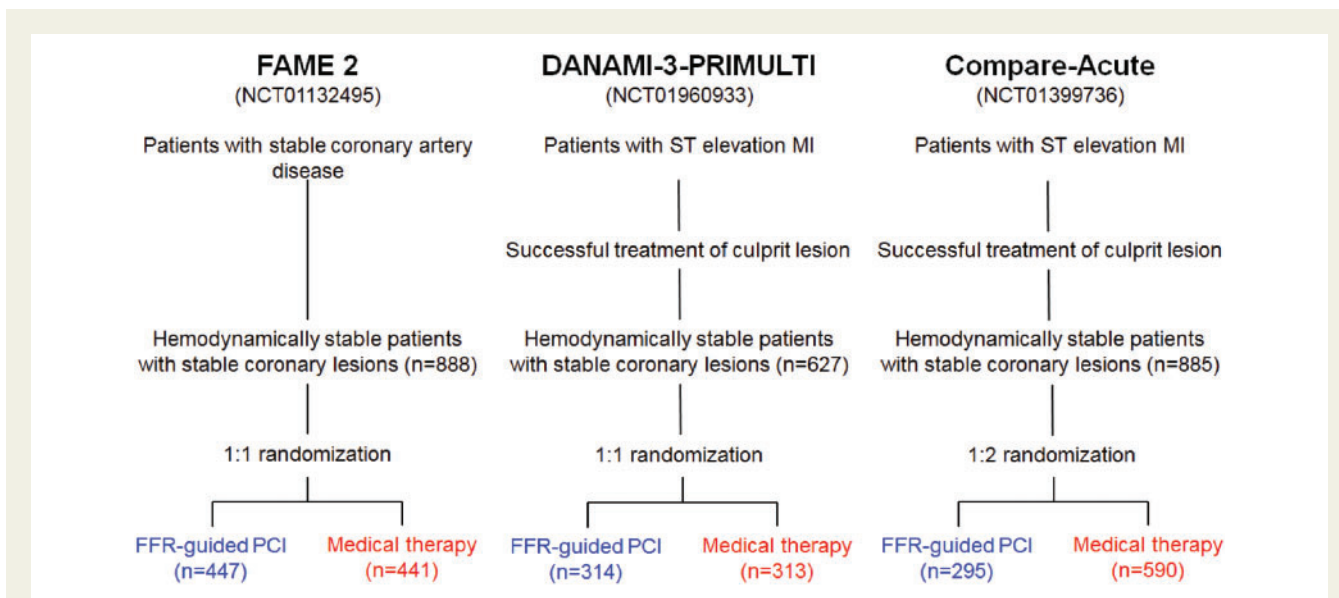 FAME 2
(NCT01132495)
Patients with stable coronary artery
disease
Hemodynamically stable patients
with stable coronary lesions (n=888)
1:1 randomization
FFR-guided PCI
(n=447)
Medical therapy
(n=441)
DANAMI-3-PRIMULTI
(NCT01960933)
Patients with ST elevation MI
Successful treatment of culprit lesion
Hemodynamically stable patients
with stable coronary lesions (n=627)
1:1 randomization
FFR-guided PCI
(n=314)
Medical therapy
(n=313)
Compare-Acute
(NCT01399736)
Patients with ST elevation MI
Successful treatment of culprit lesion
Hemodynamically stable patients
with stable coronary lesions (n=885)
1:2 randomization
FFR-guided PCI
(n=295)
Medical therapy
(n=590)